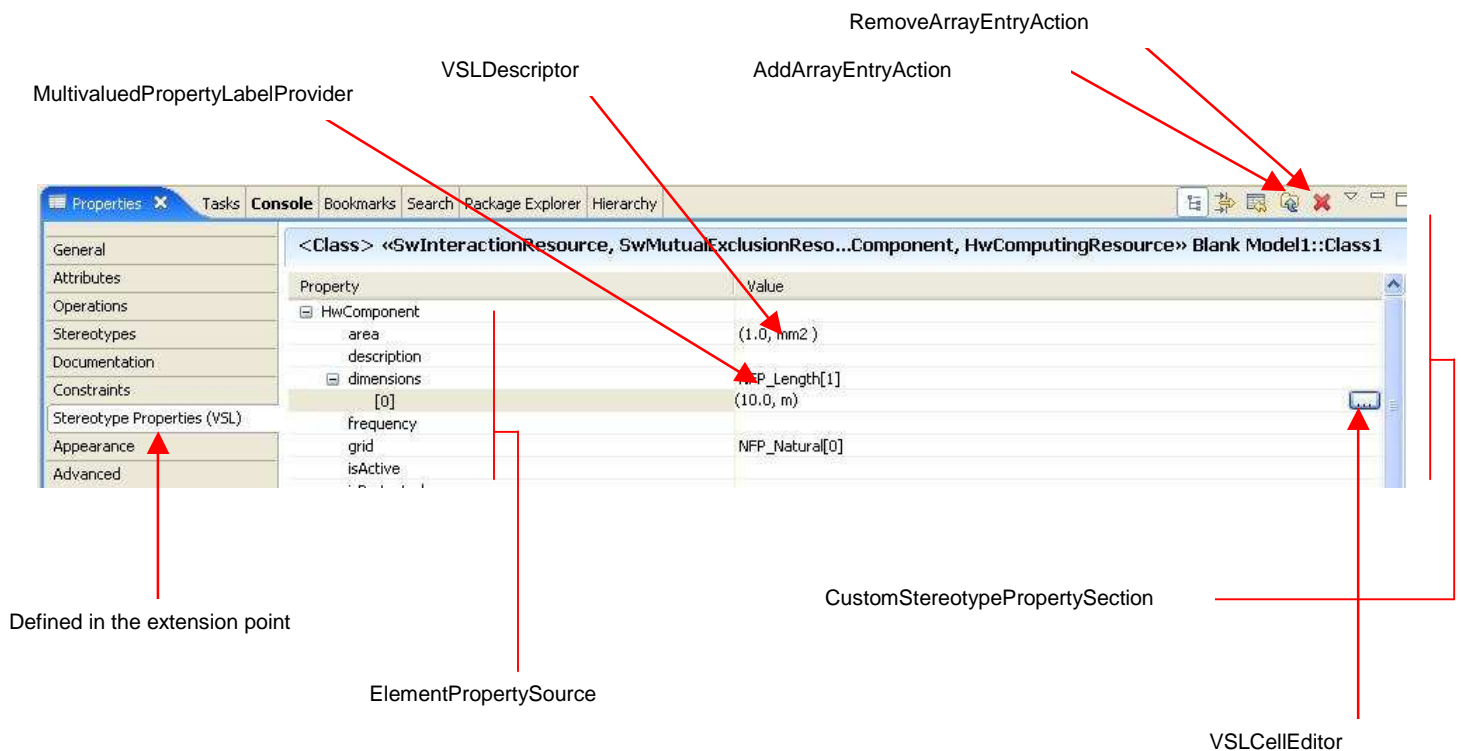 RemoveArrayEntryAction
VSLDescriptor
AddArrayEntryAction
MultivaluedPropertyLabelProvider
Properties
Tasks
Console
Bookmarks
Search
Package Explorer
Hierarchy
<Class> «SwInteractionResource, SwMutualExclusionReso...Component, HwComputingResource» Blank Model1::Class1
General
Attributes
Operations
Stereotypes
Documentation
Constraints
Stereotype Properties (VSL)
Appearance
Advanced
Property
Value
HwComponent
area
(1.0, mm2 )
description
dimensions
NFP_Length[1]
[0]
(10.0, m)
...
frequency
grid
NFP_Natural[0]
isActive
CustomStereotypePropertySection
Defined in the extension point
ElementPropertySource
VSLCellEditor